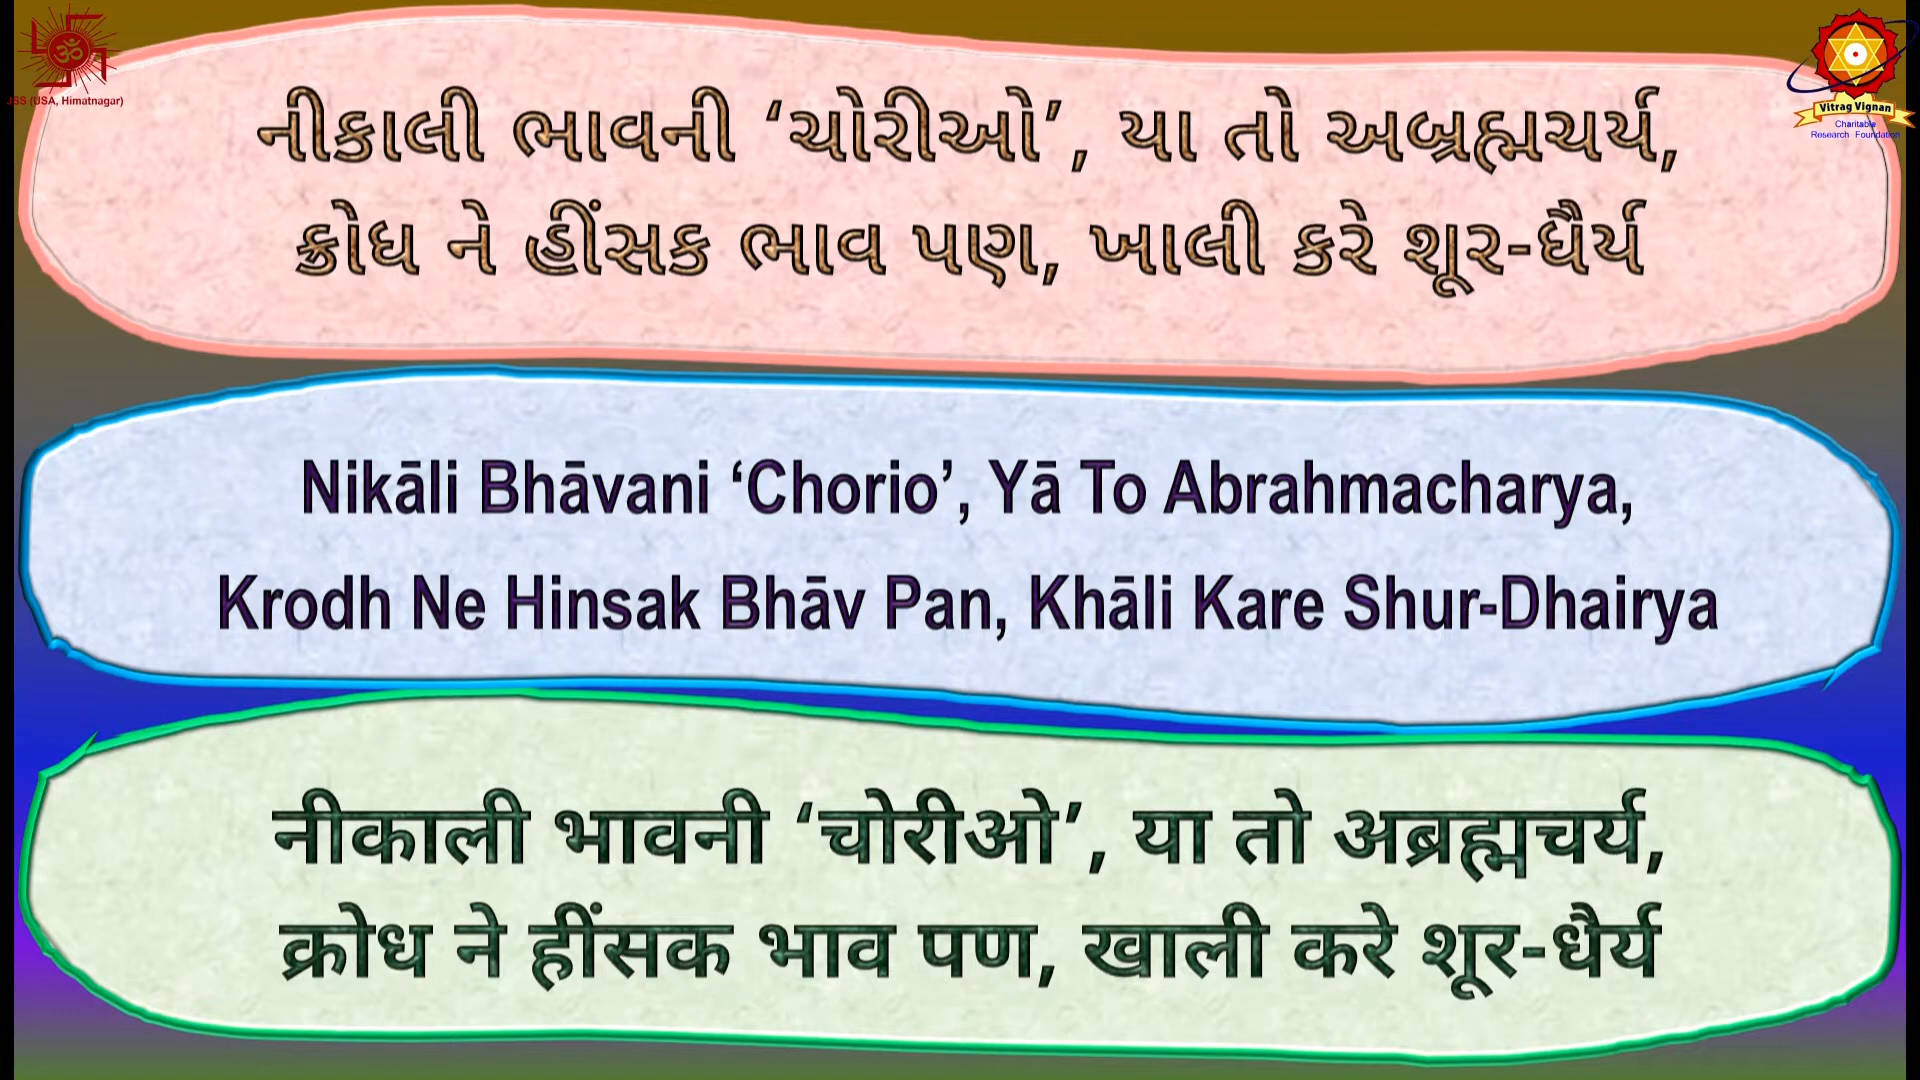 ॐ
JSS (USA, Himatnagar)
Vitrag Vignan
Charitable
Research Foundation
નીકાલી ભાવની ‘ચોરીઓ’, યા તો અબ્રહ્મચર્ય,
ક્રોધ ને હીંસક ભાવ પણ, ખાલી કરે શૂર-ધૈર્ય
Nikāli Bhāvani ‘Chorio’, Yā To Abrahmacharya,
Krodh Ne Hinsak Bhāv Pan, Khāli Kare Shur-Dhairya
नीकाली भावनी ‘चोरीओ’, या तो अब्रह्मचर्य,
क्रोध ने हींसक भाव पण, खाली करे शूर-धैर्य